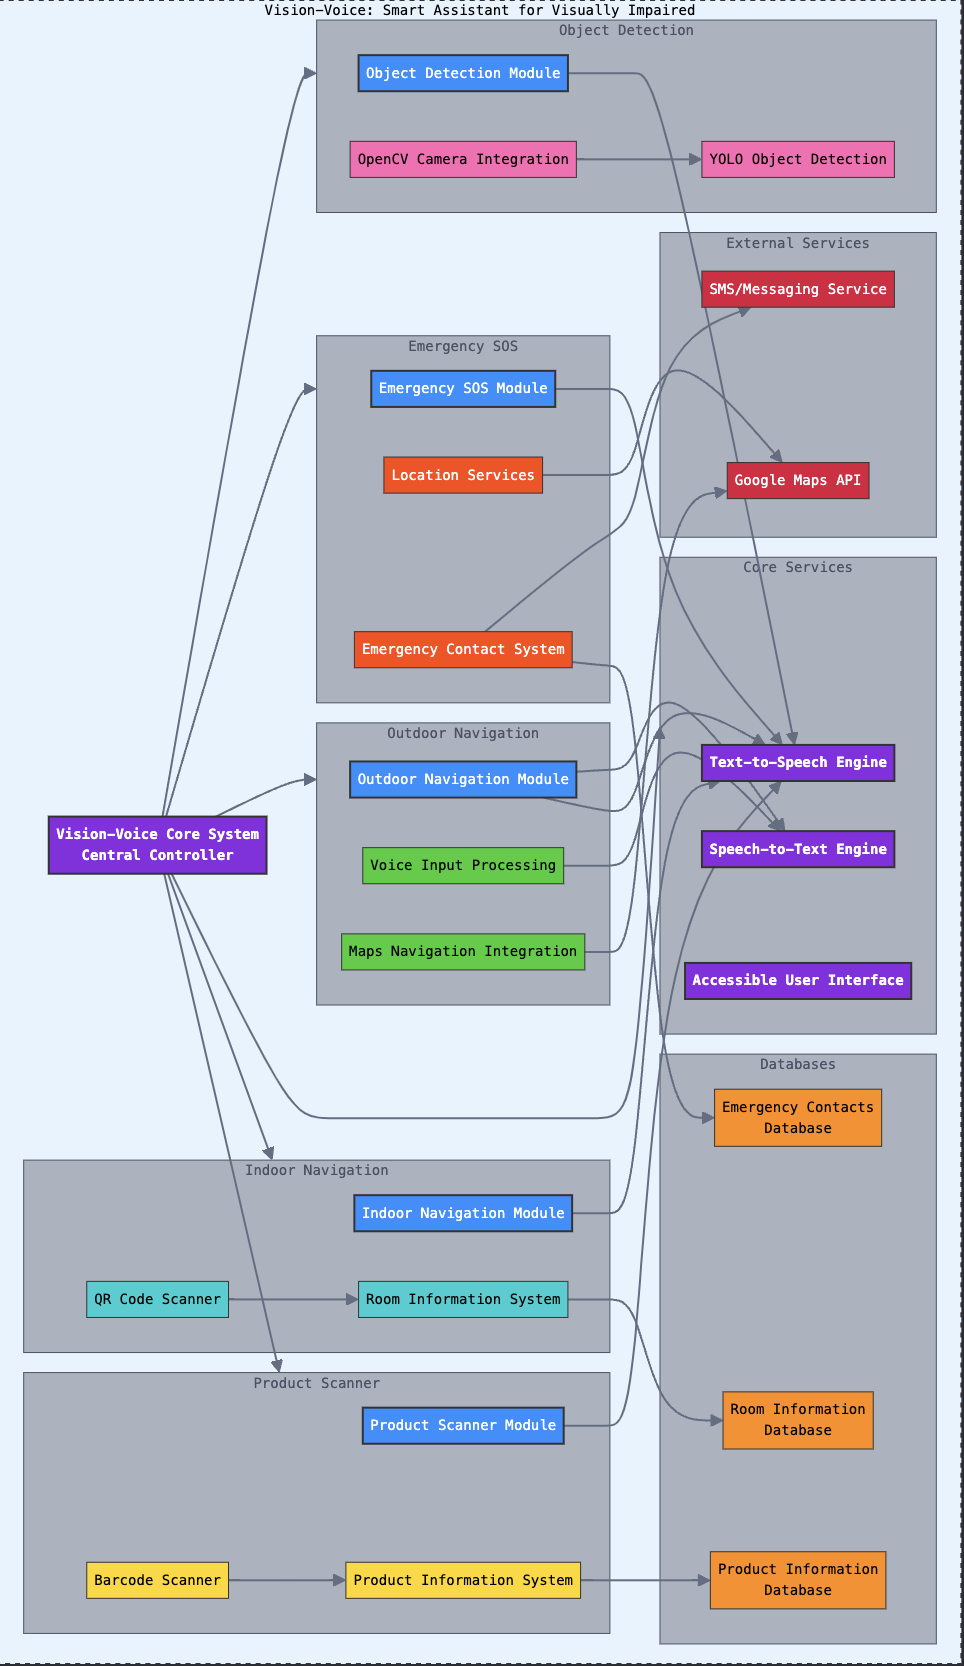 Vision-Voice: Smart Assistant for Visually Impaired
Object Detection
Object Detection Module
OpenCV Camera Integration
YOLO Object Detection
External Services
SMS/Messaging Service
Google Maps API
Emergency SOS
Emergency SOS Module
Location Services
Emergency Contact System
Core Services
Text-to-Speech Engine
Speech-to-Text Engine
Accessible User Interface
Outdoor Navigation
Outdoor Navigation Module
Voice Input Processing
Maps Navigation Integration
Vision-Voice Core System
Central Controller
Databases
Emergency Contacts
Database
Room Information
Database
Product Information
Database
Indoor Navigation
Indoor Navigation Module
QR Code Scanner
Room Information System
Product Scanner
Product Scanner Module
Barcode Scanner
Product Information System